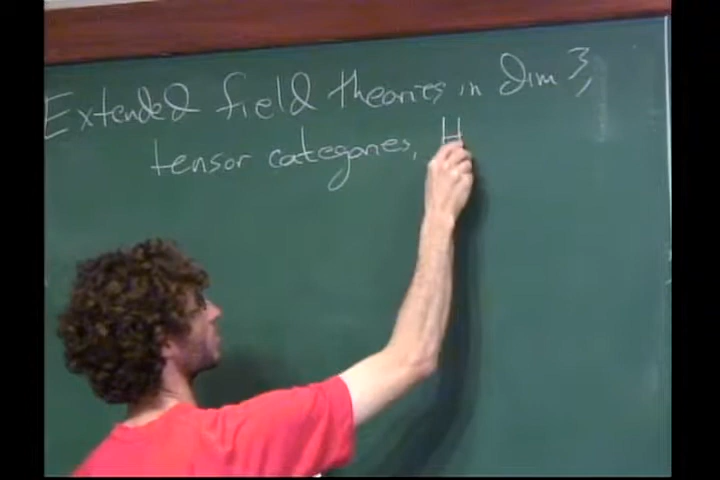 Extended field theories in Dim 3,
tensor categories, H